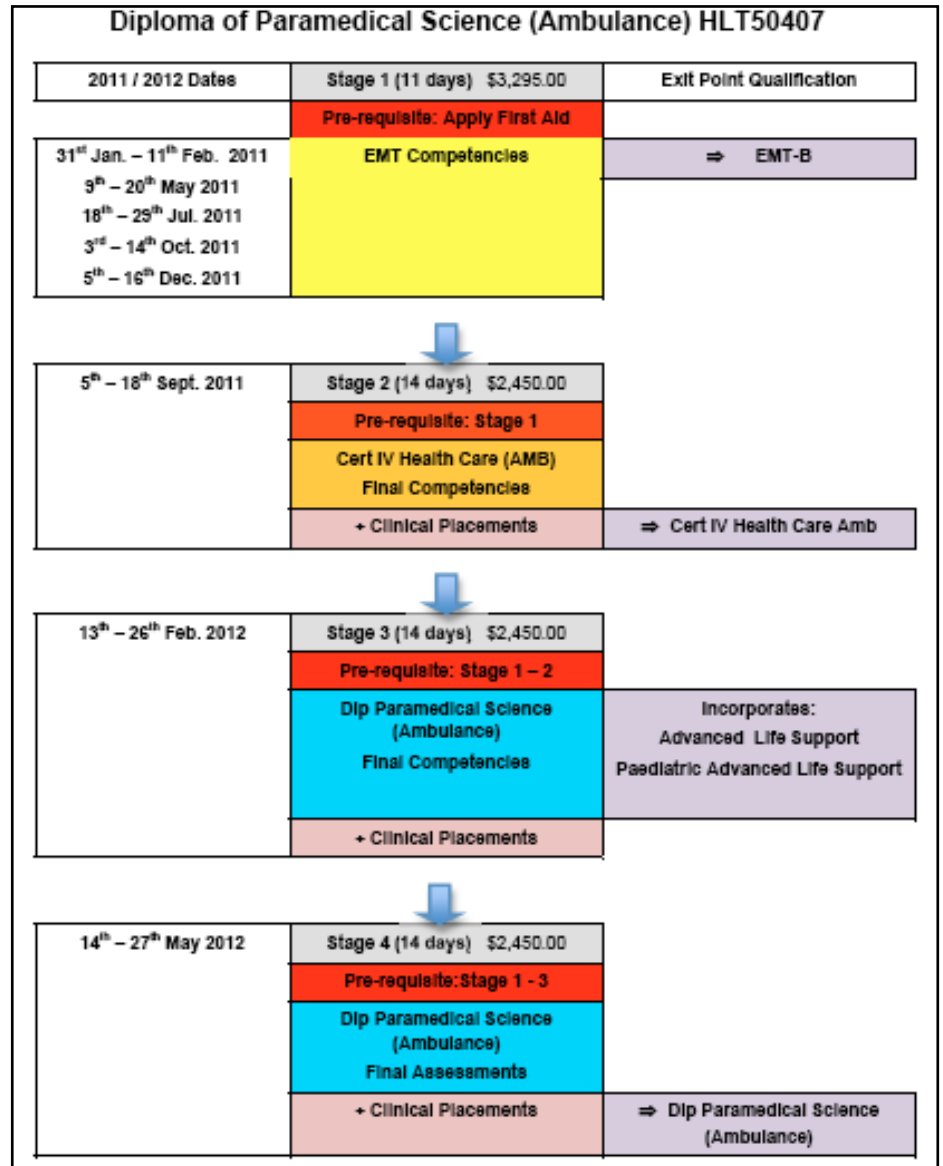 Diploma of Paramedical Science (Ambulance) HLT50407
2011 / 2012 Dates
Stage 1 (11 days) $3,295.00
Exit Point Qualification
Pre-requisite: Apply First Aid
31st Jan. – 11th Feb. 2011
9th – 20th May 2011
18th – 29th Jul. 2011
3rd – 14th Oct. 2011
5th – 16th Dec. 2011
EMT Competencies
⇒ EMT-B
5th – 18th Sept. 2011
Stage 2 (14 days) $2,450.00
Pre-requisite: Stage 1
Cert IV Health Care (AMB)
Final Competencies
+ Clinical Placements
⇒ Cert IV Health Care Amb
13th – 26th Feb. 2012
Stage 3 (14 days) $2,450.00
Pre-requisite: Stage 1 – 2
Dip Paramedical Science
(Ambulance)
Final Competencies
Incorporates:
Advanced Life Support
Paediatric Advanced Life Support
+ Clinical Placements
14th – 27th May 2012
Stage 4 (14 days) $2,450.00
Pre-requisite:Stage 1 - 3
Dip Paramedical Science
(Ambulance)
Final Assessments
+ Clinical Placements
⇒ Dip Paramedical Science
(Ambulance)